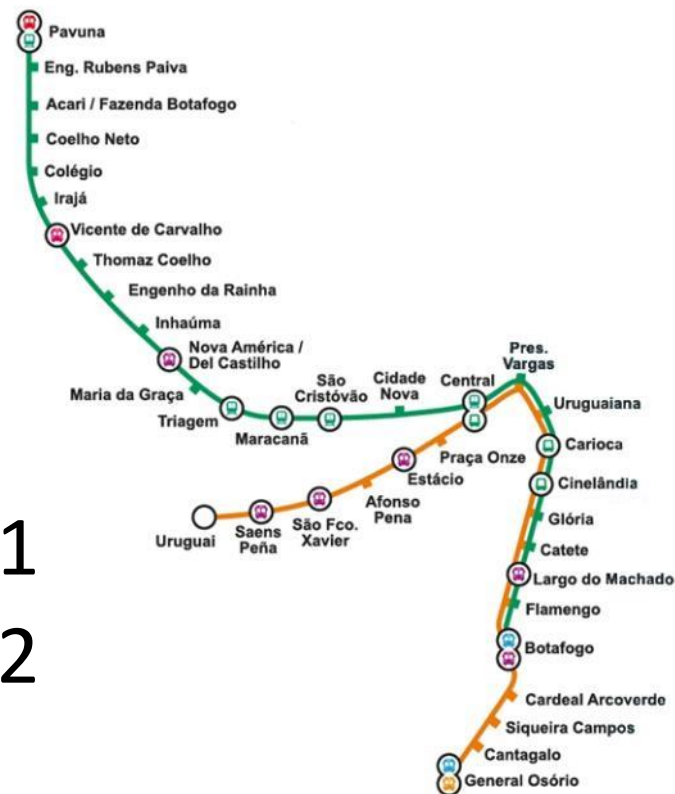 Pavuna
Eng. Rubens Paiva
Acari / Fazenda Botafogo
Coelho Neto
Colégio
Irajá
Vicente de Carvalho
Thomaz Coelho
Engenho da Rainha
Inhaúma
Nova América /
Del Castilho
Maria da Graça
Triagem
Maracanã
São
Cristóvão
Cidade
Nova
Central
Pres.
Vargas
Uruguaiana
Carioca
Cinelândia
Glória
Catete
Largo do Machado
Flamengo
Botafogo
Cardeal Arcoverde
Siqueira Campos
Cantagalo
General Osório
Praça Onze
Estácio
Afonso
Pena
São Fco.
Xavier
Saens
Peña
Uruguai
1
2